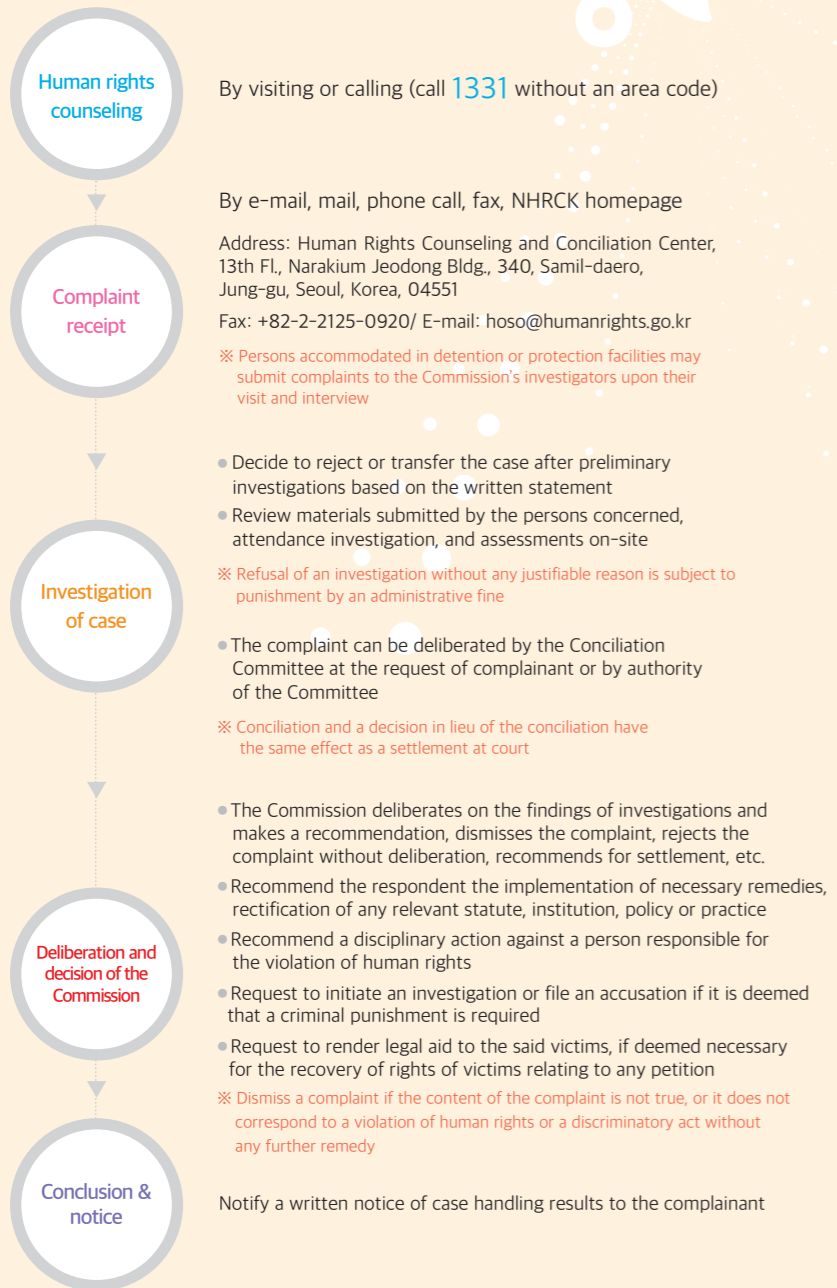 Human rights
counseling
By visiting or calling (call 1331 without an area code)
By e-mail, mail, phone call, fax, NHRCK homepage
Complaint
receipt
Address: Human Rights Counseling and Conciliation Center,
13th Fl., Narakium Jeodong Bldg., 340, Samil-daero,
Jung-gu, Seoul, Korea, 04551
Fax: +82-2-2125-0920/ E-mail: hoso@humanrights.go.kr
※ Persons accommodated in detention or protection facilities may
submit complaints to the Commission's investigators upon their
visit and interview
Investigation
of case
● Decide to reject or transfer the case after preliminary
investigations based on the written statement
● Review materials submitted by the persons concerned,
attendance investigation, and assessments on-site
※ Refusal of an investigation without any justifiable reason is subject to
punishment by an administrative fine
● The complaint can be deliberated by the Conciliation
Committee at the request of complainant or by authority
of the Committee
※ Conciliation and a decision in lieu of the conciliation have
the same effect as a settlement at court
Deliberation and
decision of the
Commission
● The Commission deliberates on the findings of investigations and
makes a recommendation, dismisses the complaint, rejects the
complaint without deliberation, recommends for settlement, etc.
● Recommend the respondent the implementation of necessary remedies,
rectification of any relevant statute, institution, policy or practice
● Recommend a disciplinary action against a person responsible for
the violation of human rights
● Request to initiate an investigation or file an accusation if it is deemed
that a criminal punishment is required
● Request to render legal aid to the said victims, if deemed necessary
for the recovery of rights of victims relating to any petition
※ Dismiss a complaint if the content of the complaint is not true, or it does not
correspond to a violation of human rights or a discriminatory act without
any further remedy
Conclusion &
notice
Notify a written notice of case handling results to the complainant